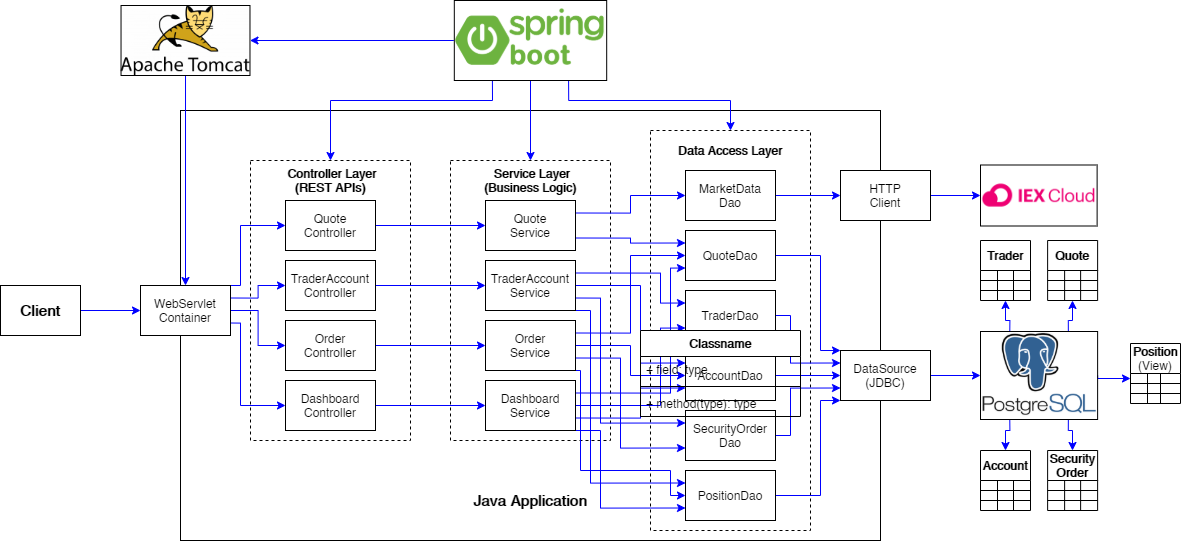 spring
boot
Apache Tomcat
Data Access Layer
Controller Layer
(REST APIs)
Service Layer
(Business Logic)
MarketData
Dao
HTTP
Client
IEX Cloud
Quote
Controller
Quote
Service
QuoteDao
Trader
Quote
TraderAccount
Controller
TraderAccount
Service
Client
WebServlet
Container
TraderDao
Order
Controller
Order
Service
Classname
+ field: type
AccountDao
DataSource
(JDBC)
PostgreSQL
Position
(View)
Dashboard
Controller
Dashboard
Service
+ method(type): type
SecurityOrder
Dao
Account
Security
Order
PositionDao
Java Application